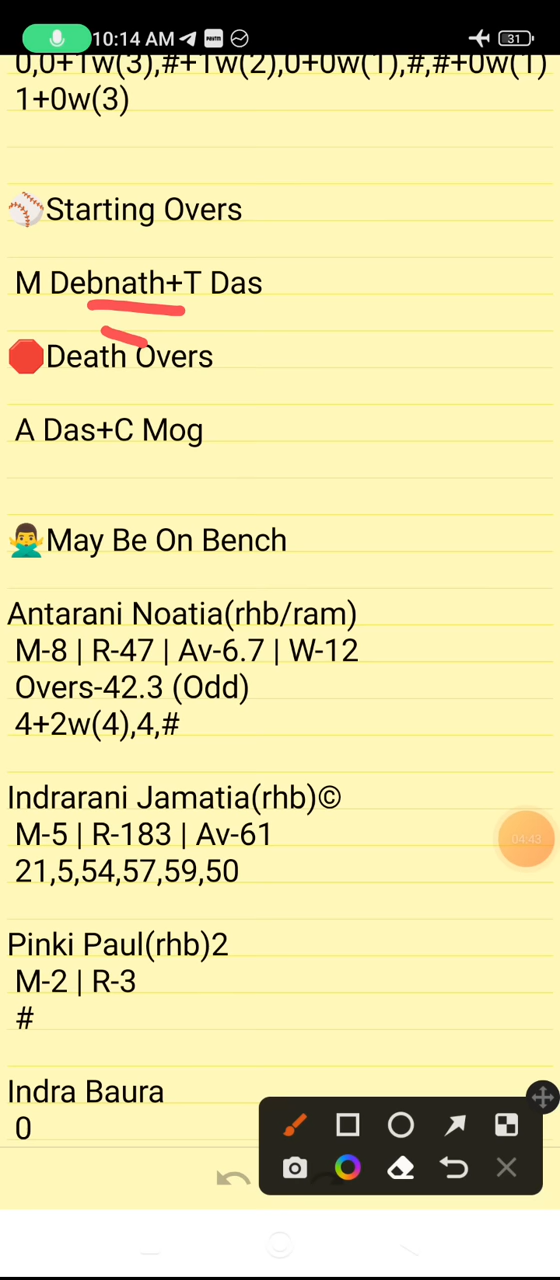 10:14 AM
31
0,0+1w(3),#+1w(2),0+0w(1),#,#+0w(1)
1+0w(3)
⚾Starting Overs
M Debnath+T Das
🛑Death Overs
A Das+C Mog
🙅‍♂️May Be On Bench
Antarani Noatia(rhb/ram)
M-8 | R-47 | Av-6.7 | W-12
Overs-42.3 (Odd)
4+2w(4),4,#
Indrarani Jamatia(rhb)©
M-5 | R-183 | Av-61
21,5,54,57,59,50
04:43
Pinki Paul(rhb)2
M-2 | R-3
#
Indra Baura
0